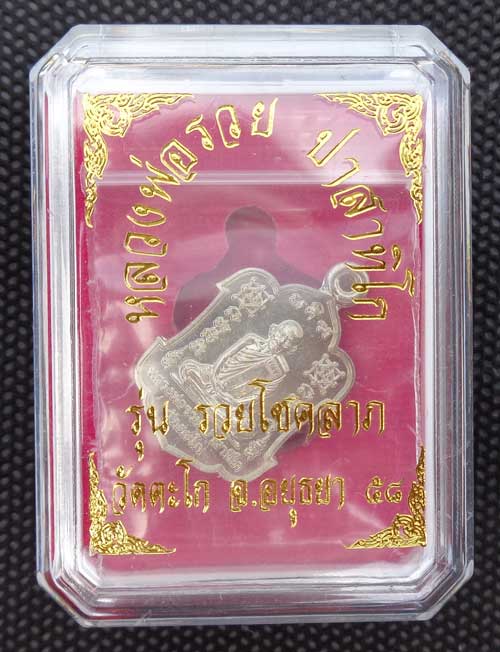 หลวงพ่อรวย ปาสาทิโก
รุ่น รวยโชคลาภ
วัดตะโก จ.อยุธยา ๕๘